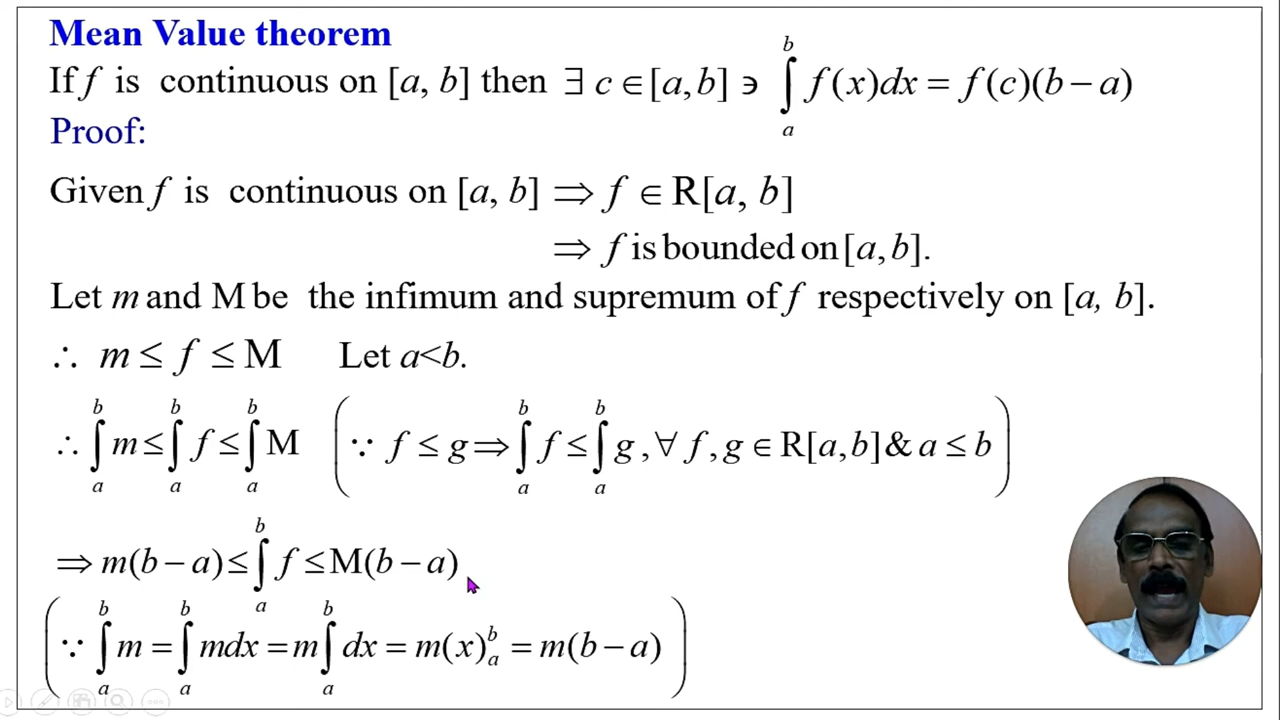 Mean Value theorem
If f is continuous on [a, b] then ∃ c ∈ [a, b] ∍ ∫_a^b f(x)dx = f(c)(b − a)
Proof:
Given f is continuous on [a, b] ⇒ f ∈ R[a, b]
⇒ f is bounded on [a, b].
Let m and M be the infimum and supremum of f respectively on [a, b].
∴ m ≤ f ≤ M Let a<b.
∴ ∫_a^b m ≤ ∫_a^b f ≤ ∫_a^b M (∵ f ≤ g ⇒ ∫_a^b f ≤ ∫_a^b g, ∀ f, g ∈ R[a, b] & a ≤ b)
⇒ m(b − a) ≤ ∫_a^b f ≤ M(b − a)
(∵ ∫_a^b m = ∫_a^b mdx = m∫_a^b dx = m(x)_a^b = m(b − a))